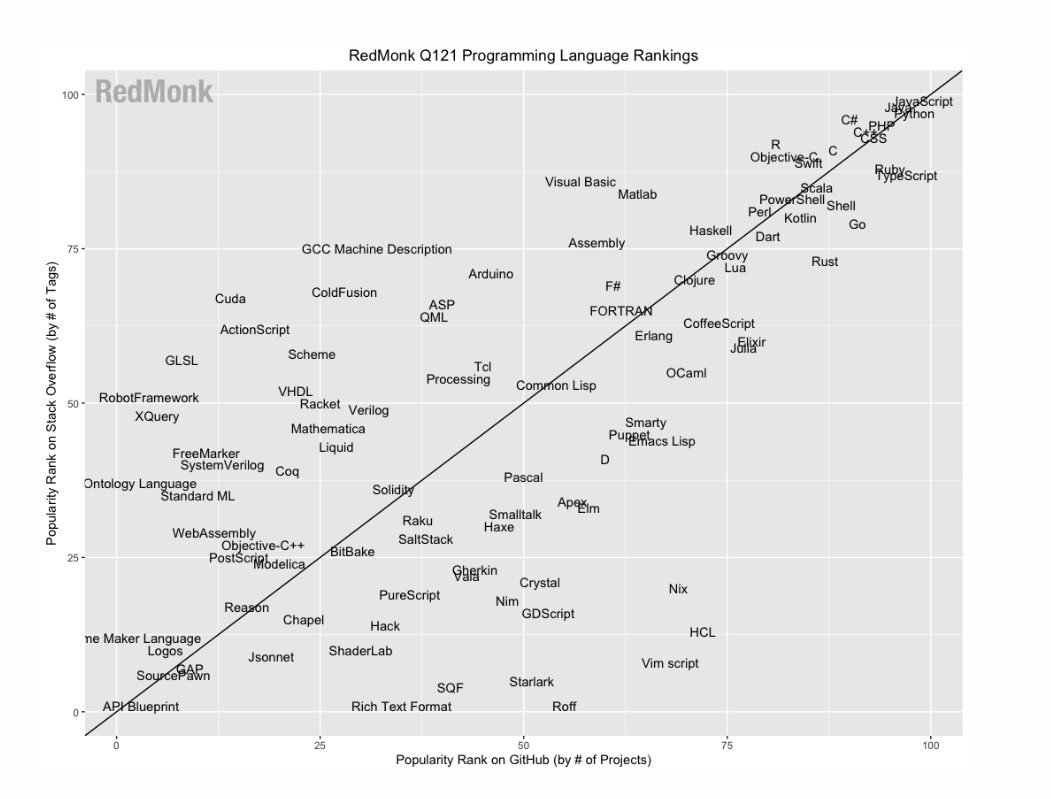 RedMonk Q121 Programming Language Rankings
RedMonk
100
JavaScript
Java
Python
C#
PHP
C++
CSS
R
C
Objective-C
Swift
Ruby
TypeScript
Visual Basic
Scala
Matlab
PowerShell
Shell
Perl
Kotlin
Go
Haskell
Dart
Assembly
75
GCC Machine Description
Groovy
Rust
Lua
Arduino
Clojure
F#
ColdFusion
Cuda
ASP
FORTRAN
QML
CoffeeScript
ActionScript
Erlang
Elixir
Julia
Scheme
GLSL
Tcl
OCaml
Processing
Common Lisp
VHDL
RobotFramework
50
Racket
Verilog
XQuery
Smarty
Mathematica
Puppet
Emacs Lisp
Liquid
FreeMarker
D
SystemVerilog
Coq
Pascal
Ontology Language
Solidity
Standard ML
Apex
Elm
Smalltalk
Raku
Haxe
WebAssembly
SaltStack
Objective-C++
BitBake
25
PostScript
Modelica
Gherkin
Vala
Crystal
Nix
PureScript
Nim
Reason
GDScript
Chapel
Hack
HCL
me Maker Language
Logos
ShaderLab
Jsonnet
Vim script
GAP
SourcePawn
Starlark
SQF
API Blueprint
Rich Text Format
Roff
0
0
25
50
75
100
Popularity Rank on GitHub (by # of Projects)
Popularity Rank on Stack Overflow (by # of Tags)